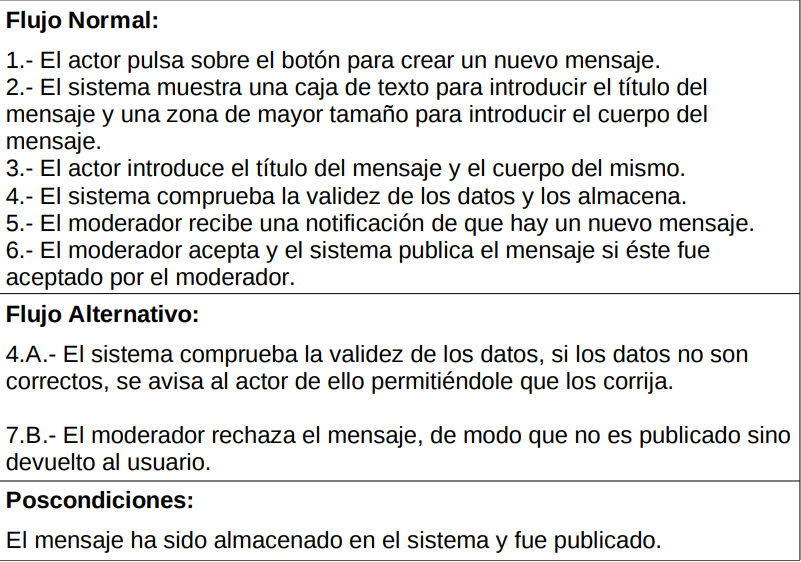 Flujo Normal:
1.- El actor pulsa sobre el botón para crear un nuevo mensaje.
2.- El sistema muestra una caja de texto para introducir el título del
mensaje y una zona de mayor tamaño para introducir el cuerpo del
mensaje.
3.- El actor introduce el título del mensaje y el cuerpo del mismo.
4.- El sistema comprueba la validez de los datos y los almacena.
5.- El moderador recibe una notificación de que hay un nuevo mensaje.
6.- El moderador acepta y el sistema publica el mensaje si éste fue
aceptado por el moderador.
Flujo Alternativo:
4.A.- El sistema comprueba la validez de los datos, si los datos no son
correctos, se avisa al actor de ello permitiéndole que los corrija.
7.B.- El moderador rechaza el mensaje, de modo que no es publicado sino
devuelto al usuario.
Poscondiciones:
El mensaje ha sido almacenado en el sistema y fue publicado.